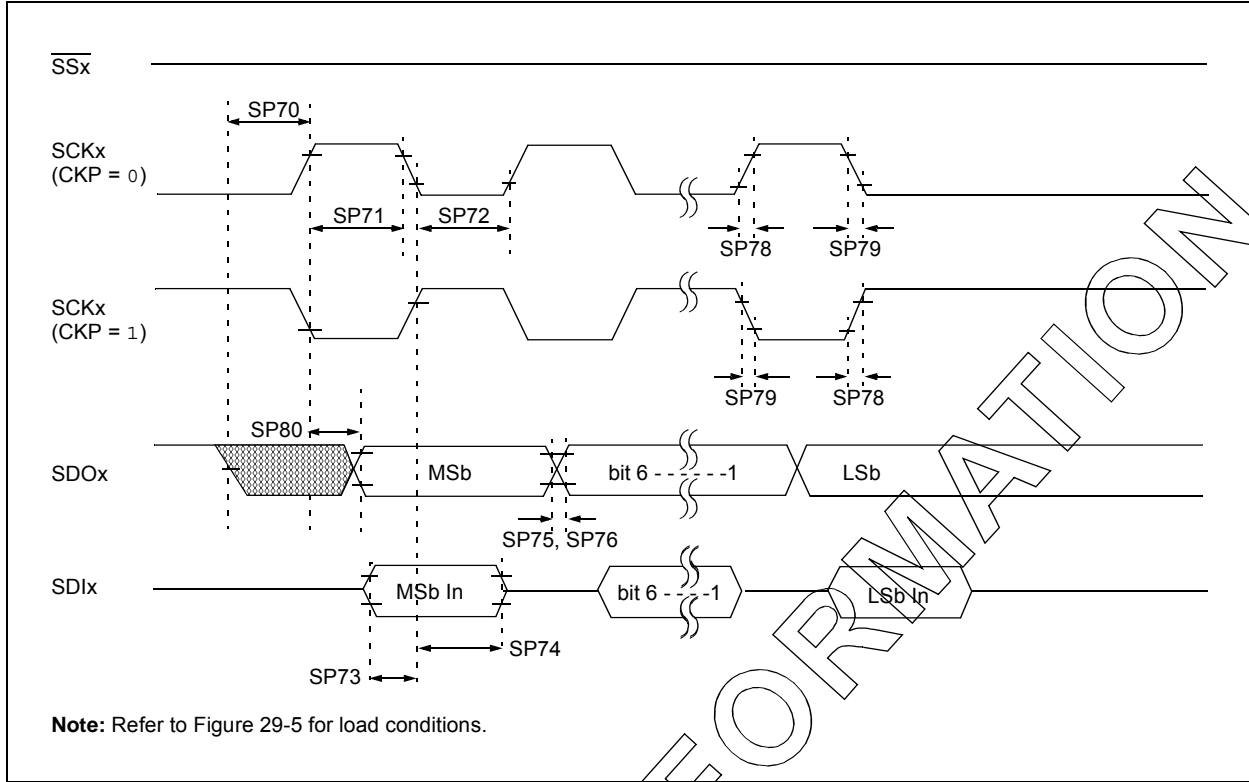 SSx
SP70
SCKx
(CKP = 0)
SP71
SP72
SP78
SP79
SCKx
(CKP = 1)
SP79
SP78
SP80
SDOx
MSb
bit 6 - - - - - -1
LSb
SP75, SP76
SDIx
MSb In
bit 6 - - - -1
LSb In
SP74
SP73
Note: Refer to Figure 29-5 for load conditions.
FORMATION